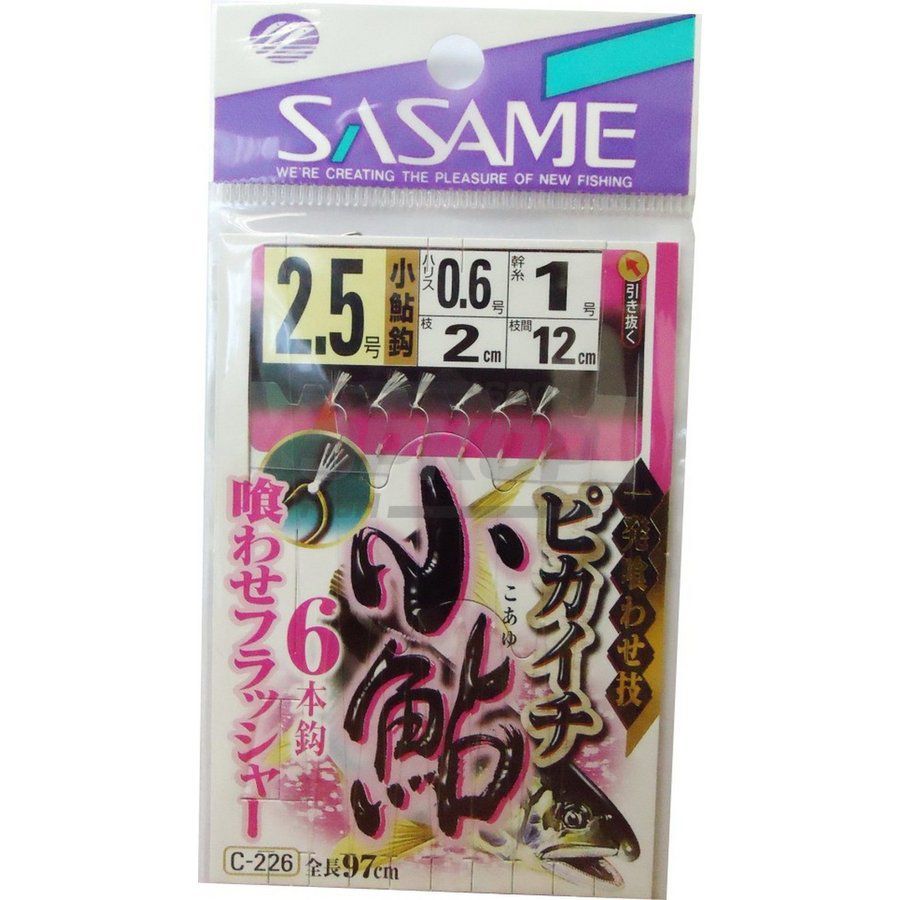 SASAME
WE'RE CREATING THE PLEASURE OF NEW FISHING
2.5号
小鮎鈎
ハリス
0.6号
幹糸
1号
枝
2cm
枝間
12cm
引き抜く
一発喰わせ技
ピカイチ
小鮎
こあゆ
6本鈎
喰わせフラッシャー
C-226
全長97cm